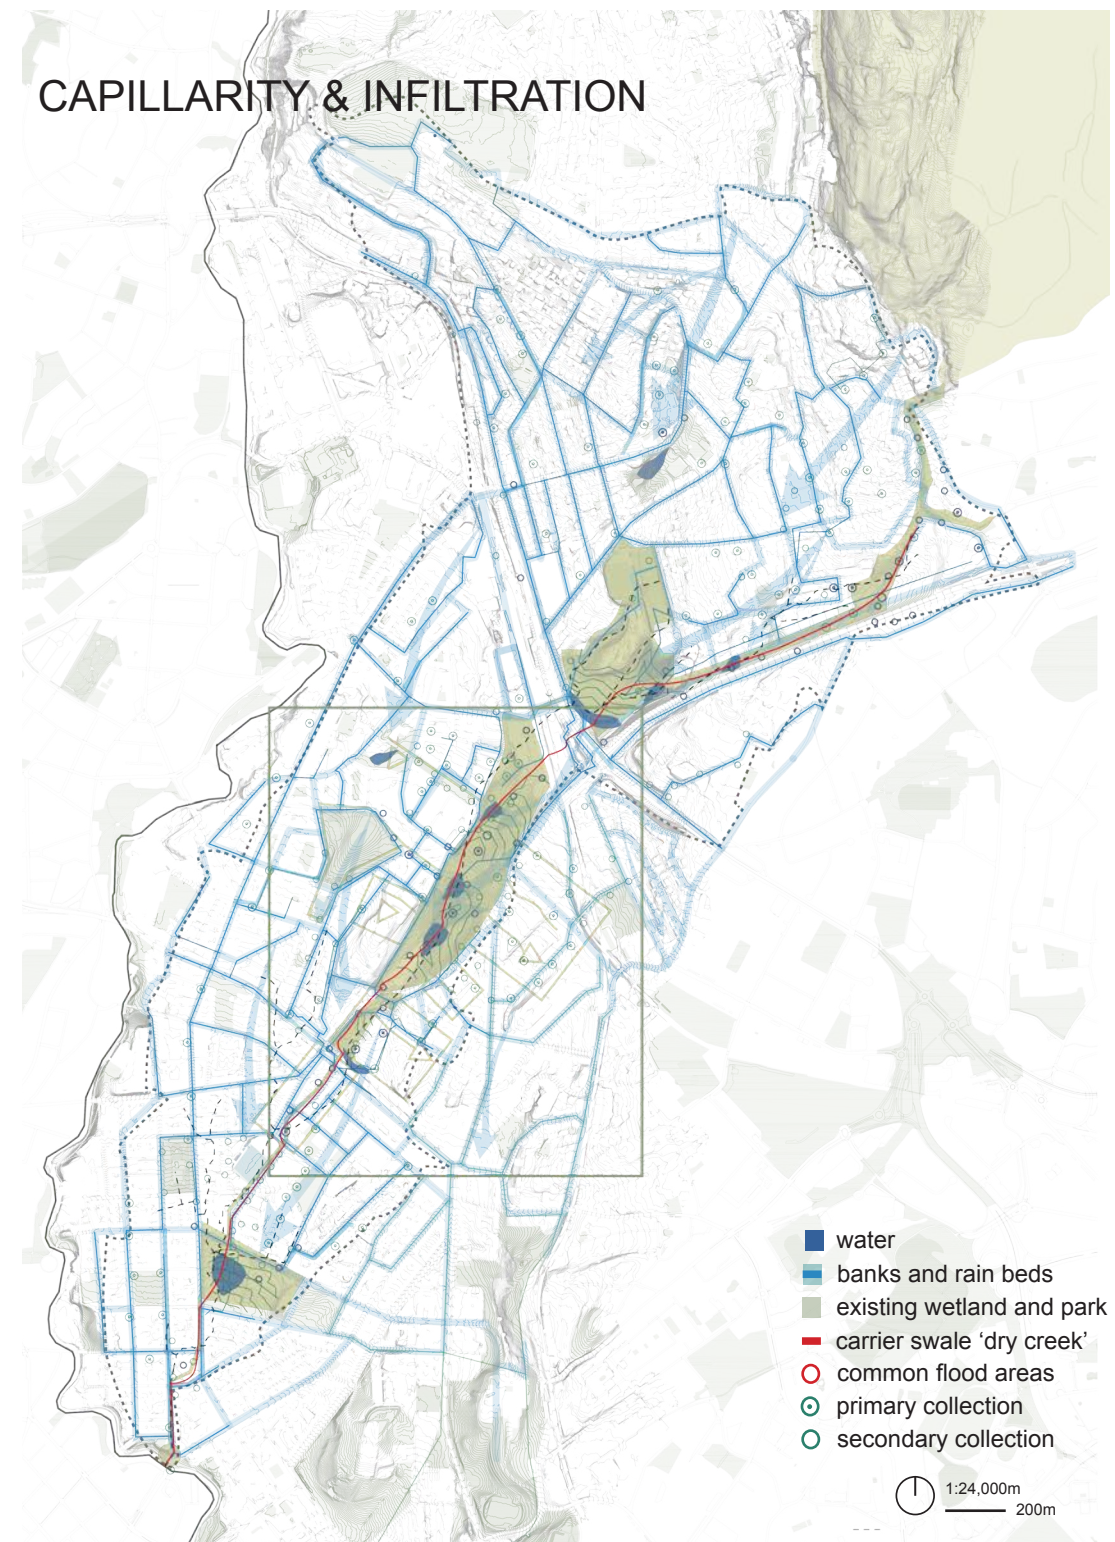 CAPILLARITY & INFILTRATION
water
banks and rain beds
existing wetland and park
carrier swale ‘dry creek’
common flood areas
primary collection
secondary collection
1:24,000m
200m